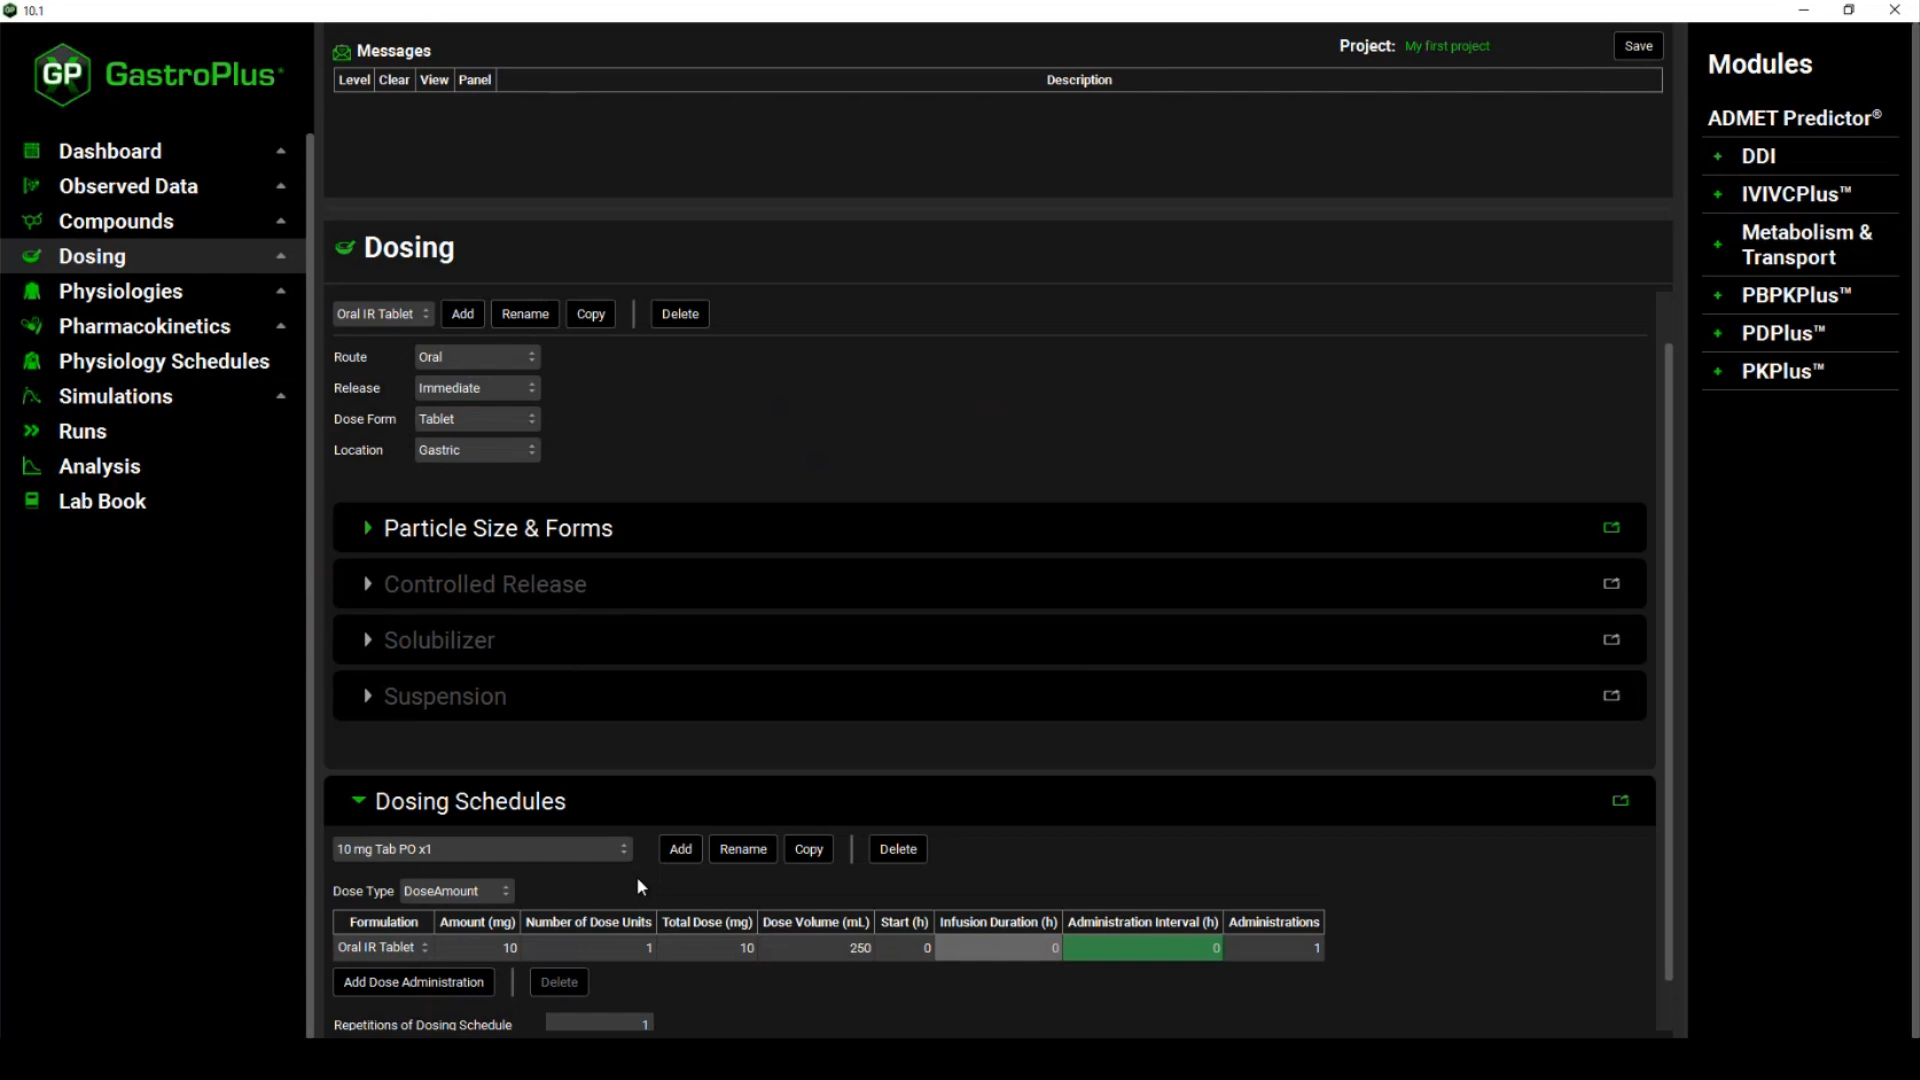 10.1
GP GastroPlus®
Dashboard
Observed Data
Compounds
Dosing
Physiologies
Pharmacokinetics
Physiology Schedules
Simulations
Runs
Analysis
Lab Book
Messages
Project: My first project
Save
Level Clear View Panel Description
Dosing
Oral IR Tablet Add Rename Copy Delete
Route Oral
Release Immediate
Dose Form Tablet
Location Gastric
Particle Size & Forms
Controlled Release
Solubilizer
Suspension
Dosing Schedules
10 mg Tab PO x1 Add Rename Copy Delete
Dose Type DoseAmount
Formulation Amount (mg) Number of Dose Units Total Dose (mg) Dose Volume (mL) Start (h) Infusion Duration (h) Administration Interval (h) Administrations
Oral IR Tablet 10 1 10 250 0 0 0 1
Add Dose Administration Delete
Repetitions of Dosing Schedule 1
Modules
ADMET Predictor®
+ DDI
+ IVIVCPlus™
+ Metabolism &
Transport
+ PBPKPlus™
+ PDPlus™
+ PKPlus™